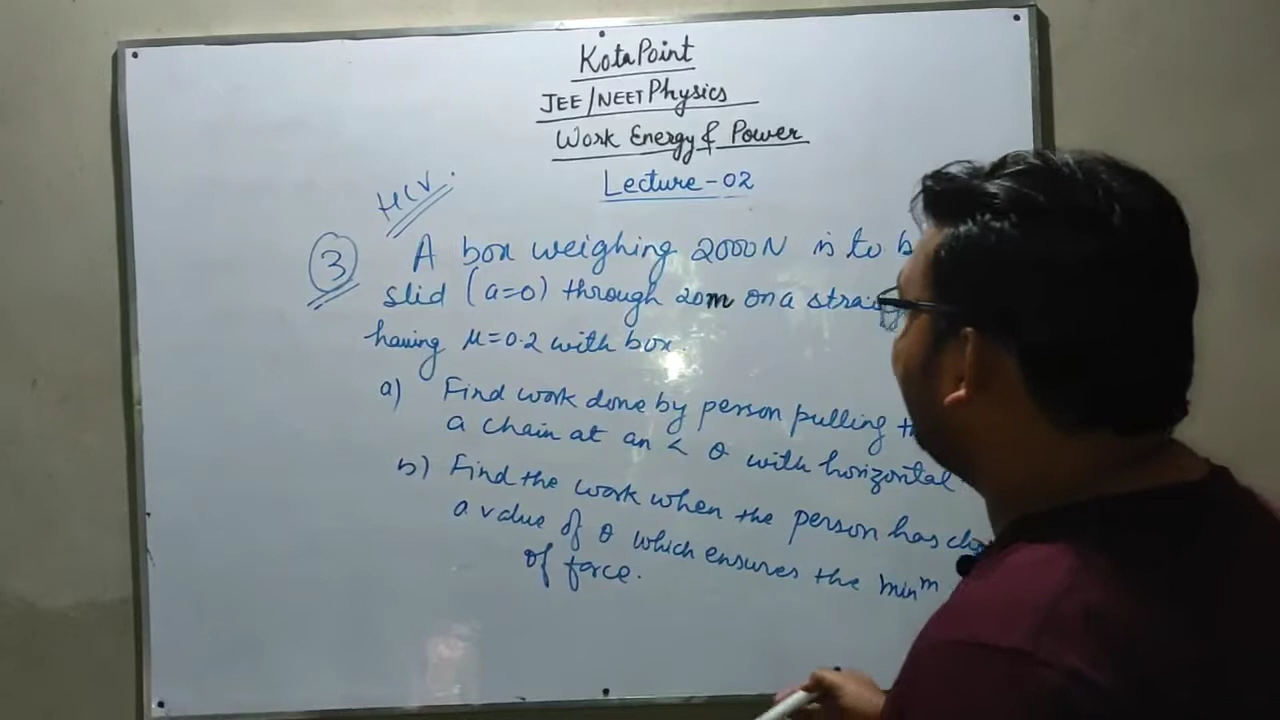 KotaPoint
JEE/NEET Physics
Work Energy & Power
Lecture-02
HCV.
3 A box weighing 2000N is to
slid (a=0) through 20m on a
having μ=0.2 with box
a) Find work done by person pulling
a chain at an < θ with horizontal
b) Find the work when the person has
a value of θ which ensures the minᵐ
of force.